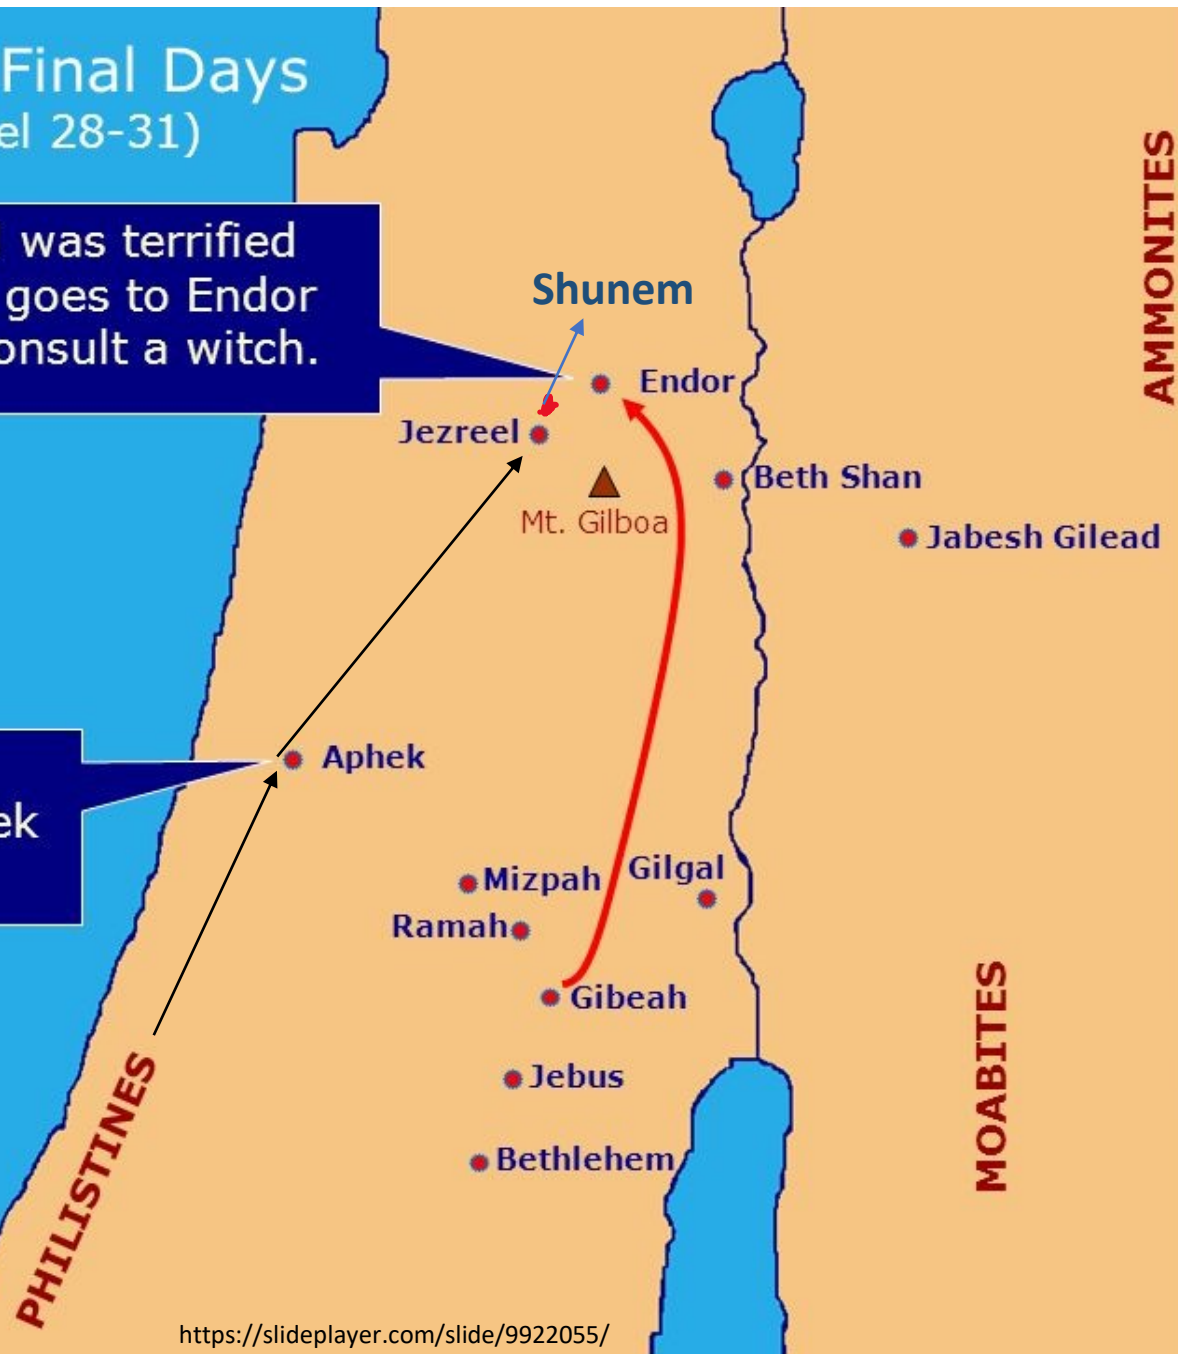 Final Days
el 28-31)
was terrified
goes to Endor
onsult a witch.
Shunem
Endor
Jezreel
Beth Shan
Mt. Gilboa
Jabesh Gilead
AMMONITES
Aphek
ek
Mizpah
Gilgal
Ramah
Gibeah
Jebus
Bethlehem
MOABITES
PHILISTINES
https://slideplayer.com/slide/9922055/